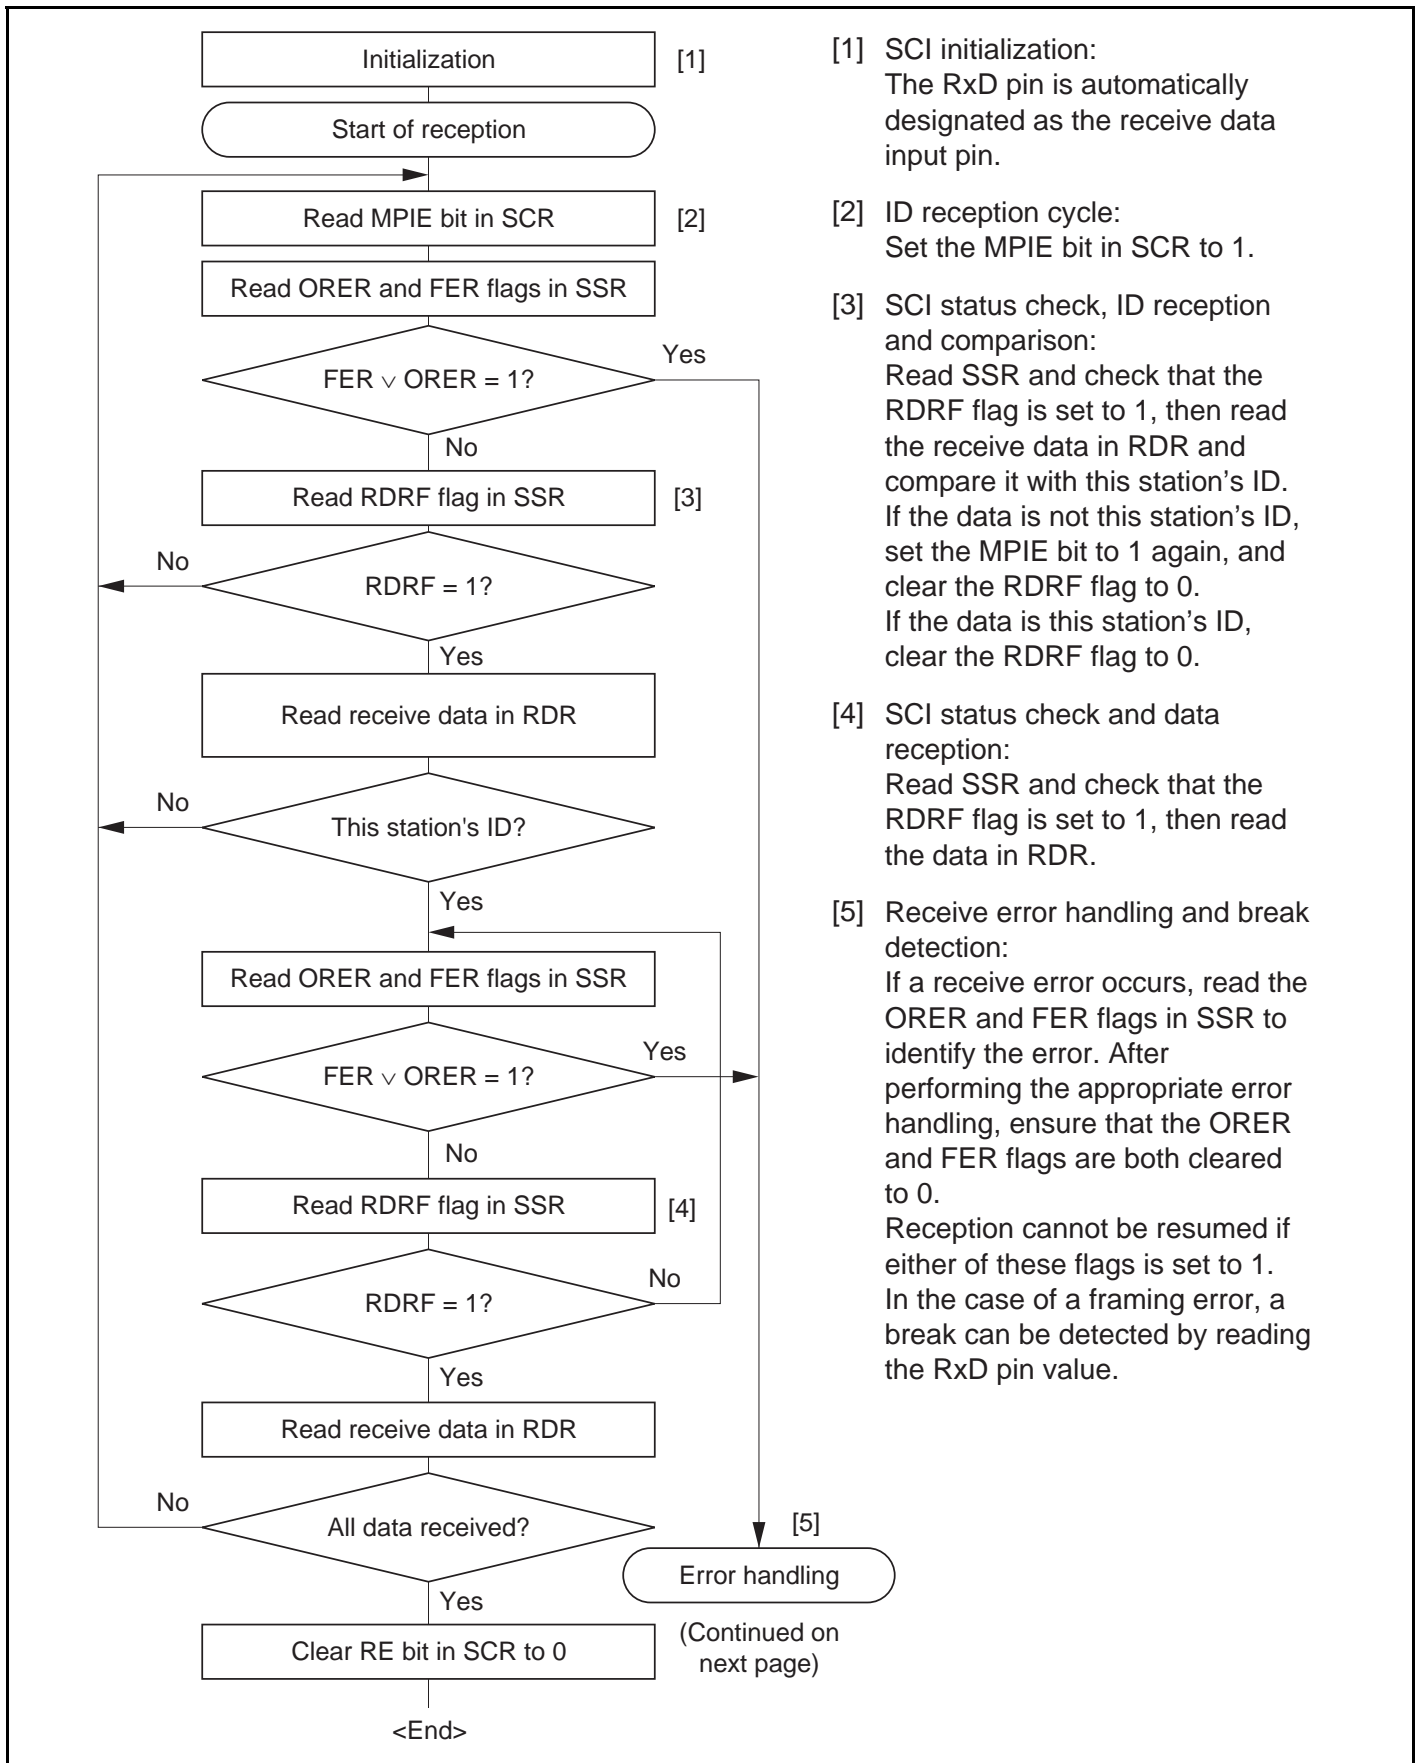 Initialization
[1]
Start of reception
Read MPIE bit in SCR
[2]
Read ORER and FER flags in SSR
Yes
FER ∨ ORER = 1?
No
Read RDRF flag in SSR
[3]
No
RDRF = 1?
Yes
Read receive data in RDR
No
This station's ID?
Yes
Read ORER and FER flags in SSR
Yes
FER ∨ ORER = 1?
No
Read RDRF flag in SSR
[4]
No
RDRF = 1?
Yes
Read receive data in RDR
No
All data received?
[5]
Error handling
Yes
(Continued on
next page)
Clear RE bit in SCR to 0
<End>
[1] SCI initialization:
The RxD pin is automatically
designated as the receive data
input pin.
[2] ID reception cycle:
Set the MPIE bit in SCR to 1.
[3] SCI status check, ID reception
and comparison:
Read SSR and check that the
RDRF flag is set to 1, then read
the receive data in RDR and
compare it with this station’s ID.
If the data is not this station’s ID,
set the MPIE bit to 1 again, and
clear the RDRF flag to 0.
If the data is this station’s ID,
clear the RDRF flag to 0.
[4] SCI status check and data
reception:
Read SSR and check that the
RDRF flag is set to 1, then read
the data in RDR.
[5] Receive error handling and break
detection:
If a receive error occurs, read the
ORER and FER flags in SSR to
identify the error. After
performing the appropriate error
handling, ensure that the ORER
and FER flags are both cleared
to 0.
Reception cannot be resumed if
either of these flags is set to 1.
In the case of a framing error, a
break can be detected by reading
the RxD pin value.